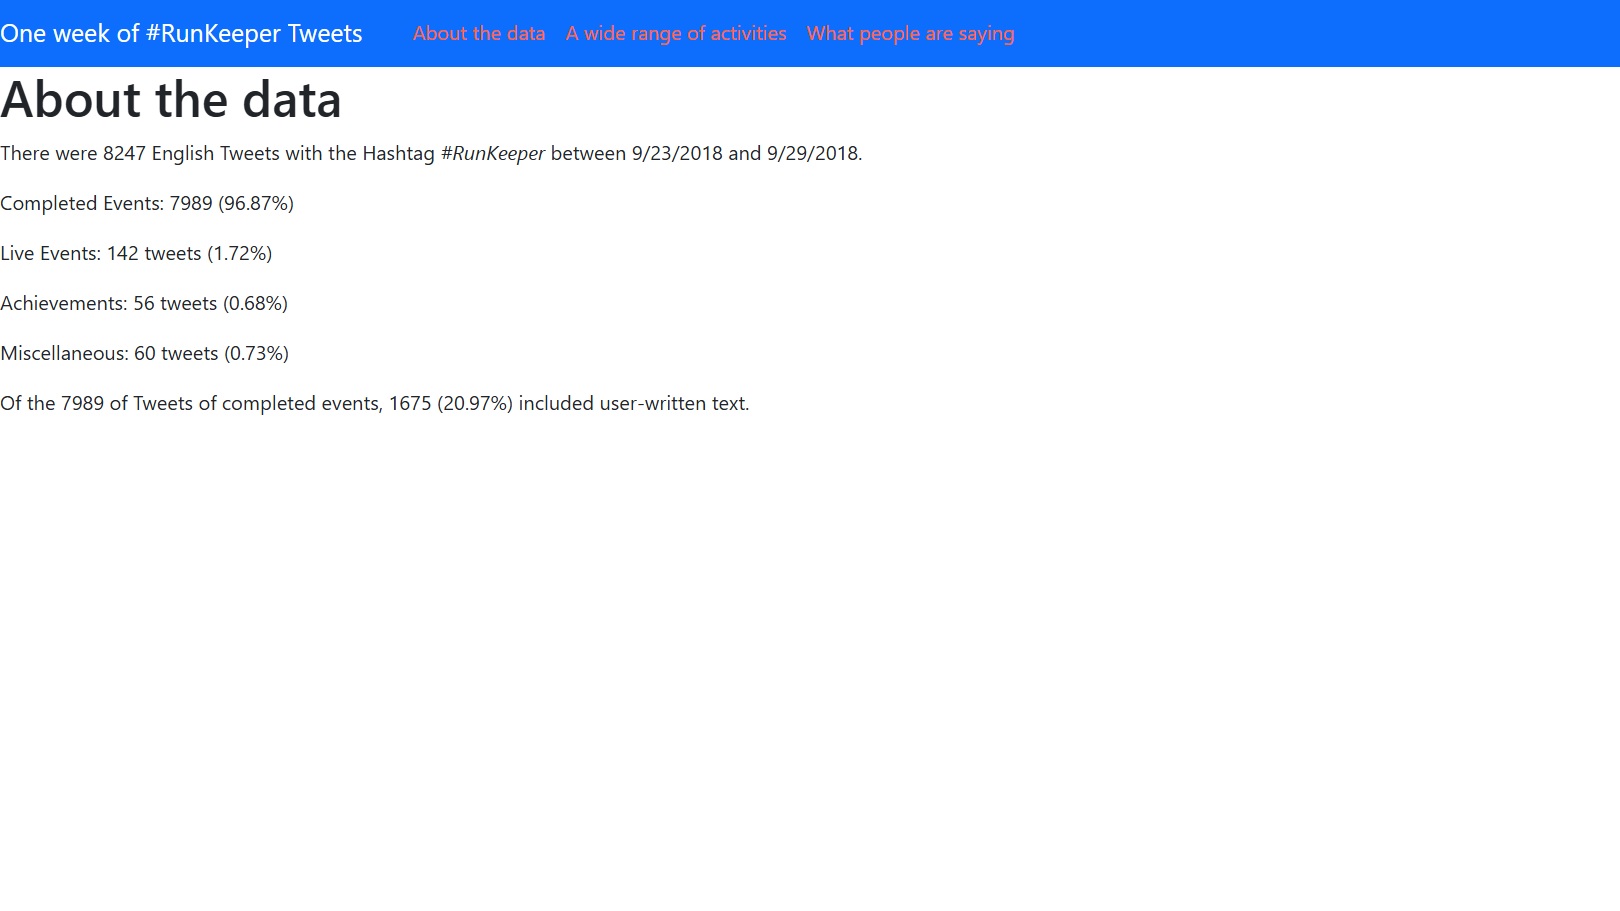 One week of #RunKeeper Tweets About the data A wide range of activities What people are saying
About the data
There were 8247 English Tweets with the Hashtag #RunKeeper between 9/23/2018 and 9/29/2018.
Completed Events: 7989 (96.87%)
Live Events: 142 tweets (1.72%)
Achievements: 56 tweets (0.68%)
Miscellaneous: 60 tweets (0.73%)
Of the 7989 of Tweets of completed events, 1675 (20.97%) included user-written text.